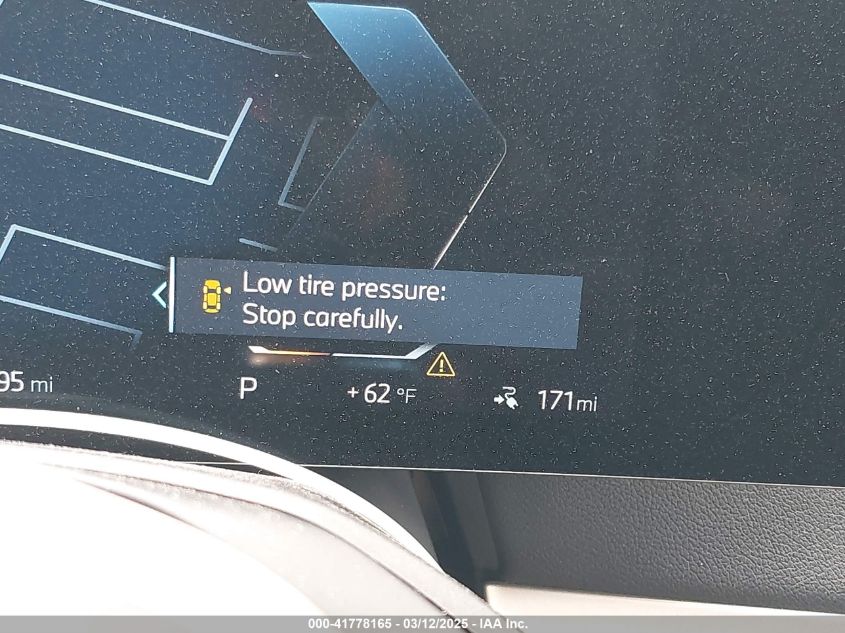 Low tire pressure:
Stop carefully.
95 mi
P
+62 °F
171 mi
000-41778165 - 03/12/2025 - IAA Inc.